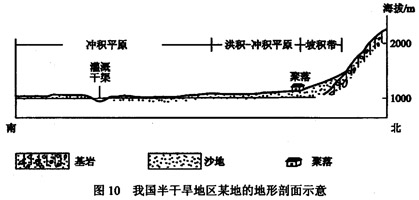 海拔/m
冲积平原
洪积-冲积平原
坡积带
2000
灌溉
干渠
聚落
1000
南
北
基岩
沙地
聚落
图10 我国半干旱地区某地的地形剖面示意